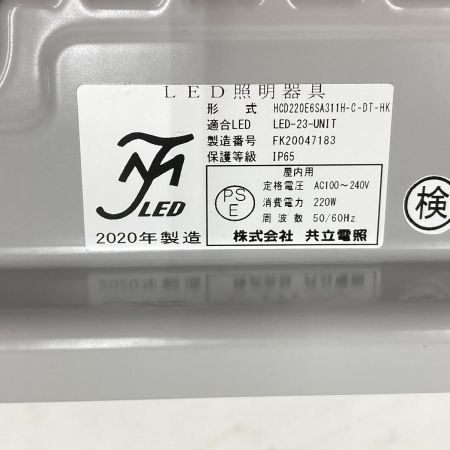 LED照明器具
形 式 HCD220E6SA311H-C-DT-HK
適合LED LED-23-UNIT
製造番号 FK20047183
保護等級 IP65
LED
2020年製造
PS
E
屋内用
定格電圧 AC100～240V
消費電力 220W
周 波 数 50/60Hz
株式会社 共立電照
検